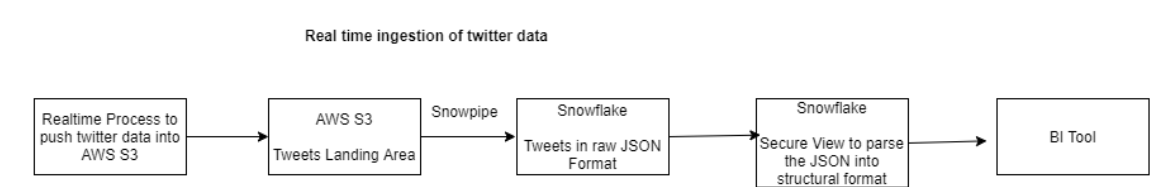 Real time ingestion of twitter data
Realtime Process to
push twitter data into
AWS S3
AWS S3
Tweets Landing Area
Snowpipe
Snowflake
Tweets in raw JSON
Format
Snowflake
Secure View to parse
the JSON into
structural format
BI Tool